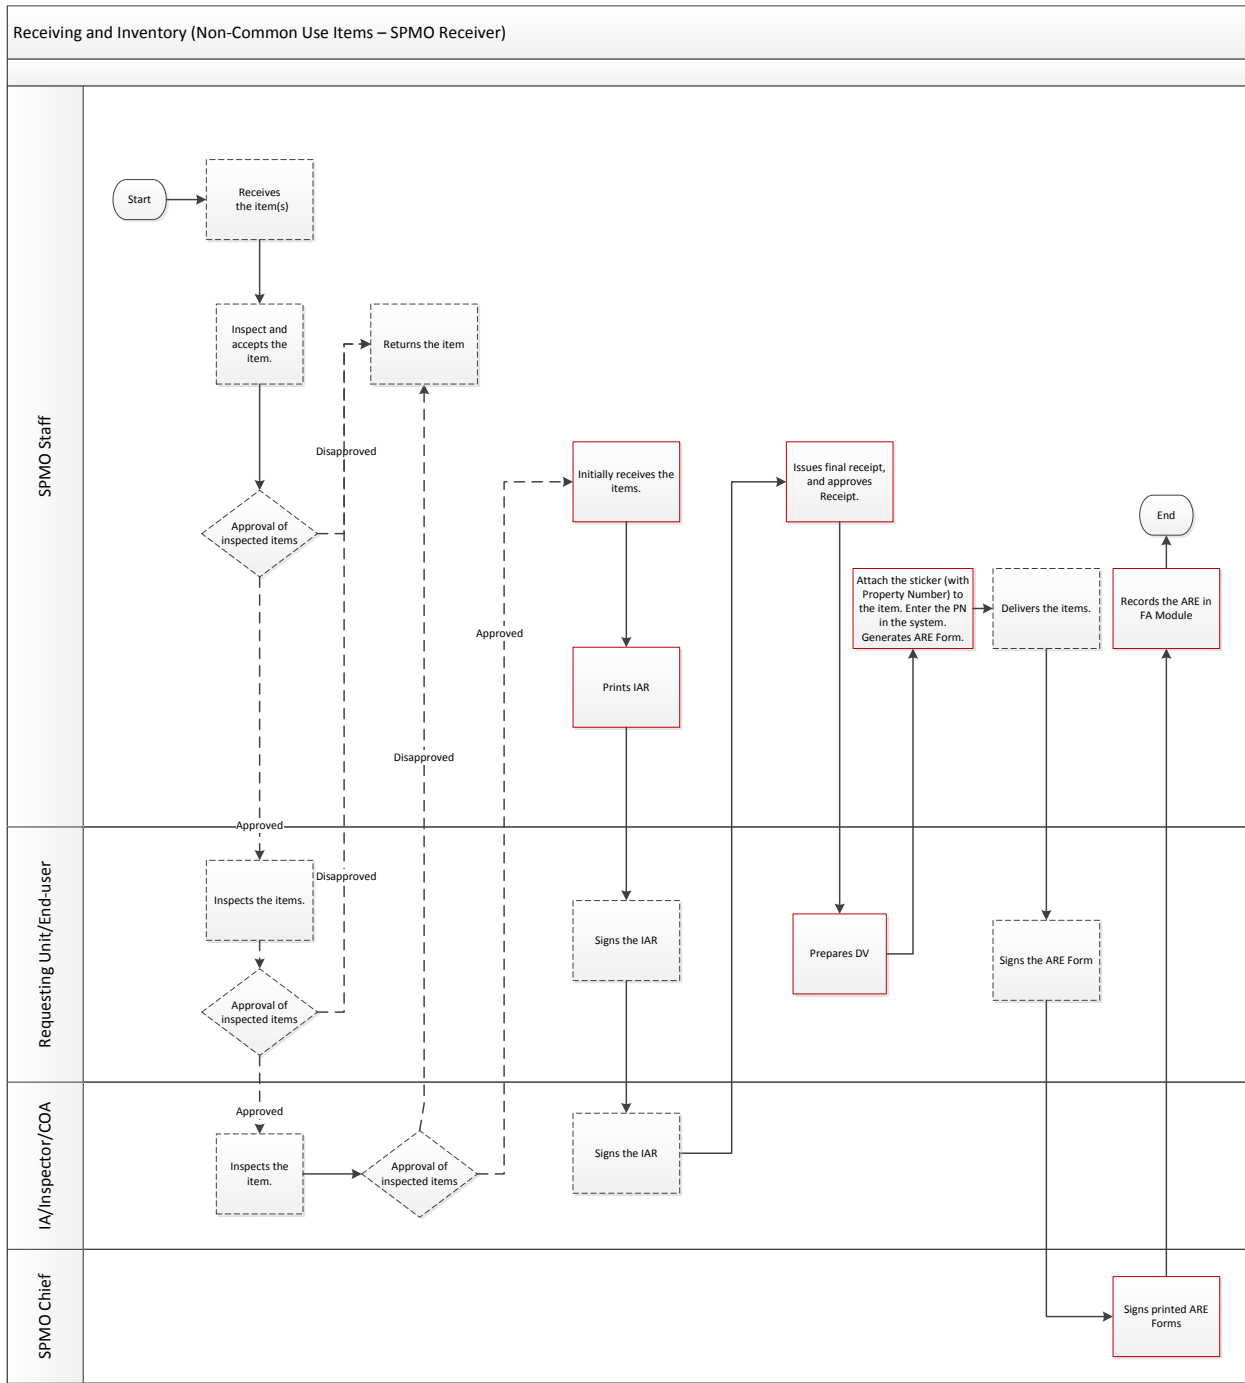 Receiving and Inventory (Non-Common Use Items – SPMO Receiver)
SPMO Staff
Start
Receives
the item(s)
Inspect and
accepts the
item.
Returns the item
Disapproved
Approval of
inspected items
Initially receives the
items.
Issues final receipt,
and approves
Receipt.
End
Attach the sticker (with
Property Number) to
the item. Enter the PN
in the system.
Generates ARE Form.
Delivers the items.
Records the ARE in
FA Module
Approved
Prints IAR
Disapproved
Approved
Requesting Unit/End-user
Inspects the items.
Disapproved
Approval of
inspected items
Signs the IAR
Prepares DV
Signs the ARE Form
Approved
IA/Inspector/COA
Inspects the
item.
Approval of
inspected items
Signs the IAR
SPMO Chief
Signs printed ARE
Forms